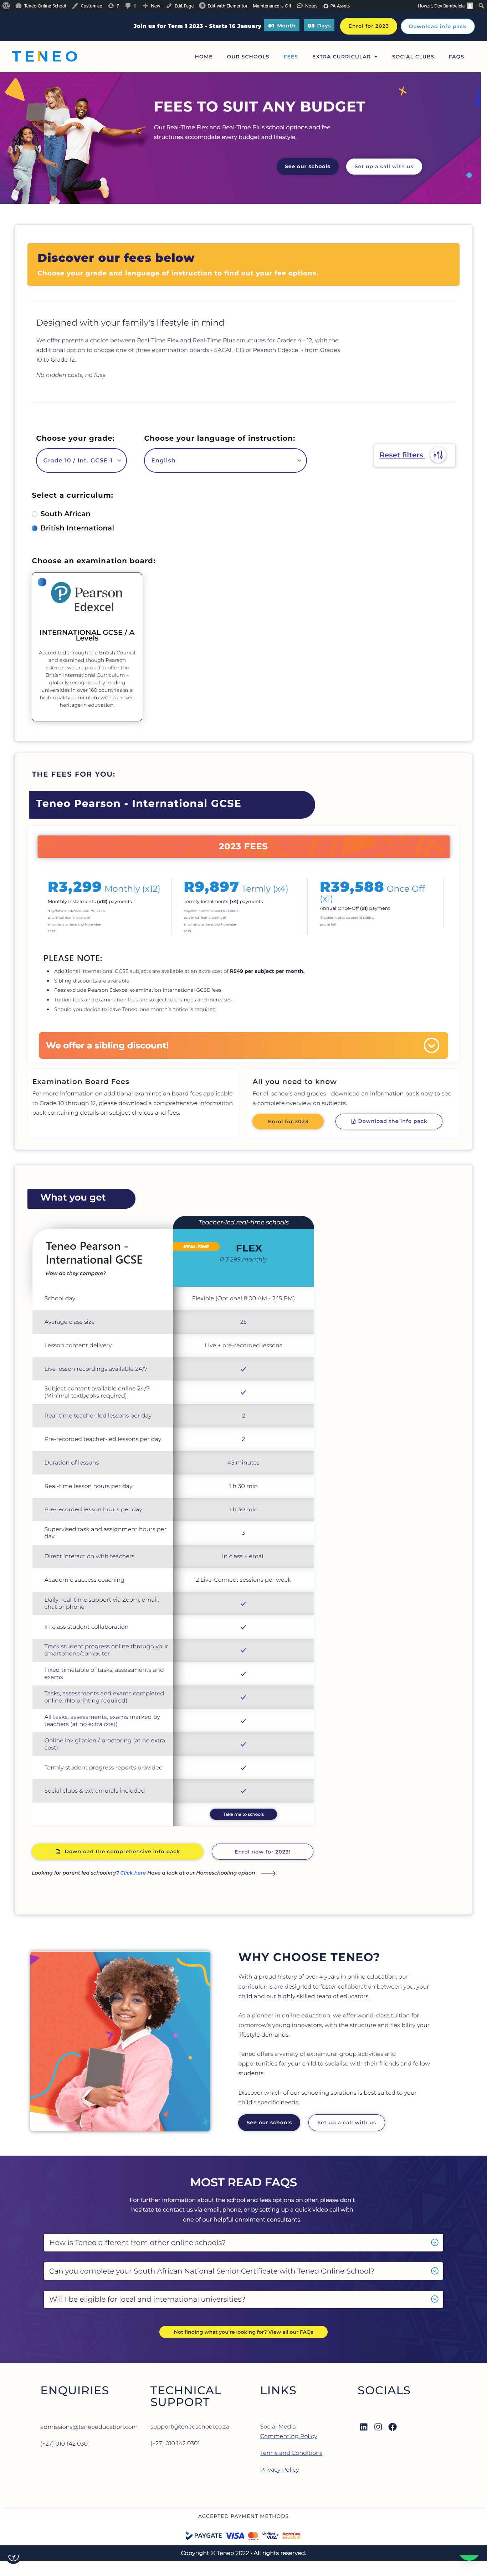 Teneo Online School Customise 7 0 New Edit Page Edit with Elementor Maintenance is Off Notes PA Assets Howzit, Dev Bambelela
Join us for Term 1 2023 - Starts 16 January 01 Month 05 Days Enrol for 2023 Download info pack
TENEO HOME OUR SCHOOLS FEES EXTRA CURRICULAR SOCIAL CLUBS FAQS
FEES TO SUIT ANY BUDGET
Our Real-Time Flex and Real-Time Plus school options and fee
structures accomodate every budget and lifestyle.
See our schools Set up a call with us
Discover our fees below
Choose your grade and language of instruction to find out your fee options.
Designed with your family's lifestyle in mind
We offer parents a choice between Real-Time Flex and Real-Time Plus structures for Grades 4 - 12, with the
additional option to choose one of three examination boards - SACAI, IEB or Pearson Edexcel - from Grades
10 to Grade 12.
No hidden costs, no fuss
Choose your grade: Choose your language of instruction:
Grade 10 / Int. GCSE-1 English Reset filters
Select a curriculum:
South African
British International
Choose an examination board:
Pearson
Edexcel
INTERNATIONAL GCSE / A
Levels
Accredited through the British Council
and examined though Pearson
Edexcel, we are proud to offer the
British International Curriculum –
globally recognised by leading
universities in over 160 countries as a
high-quality curriculum with a proven
heritage in education.
THE FEES FOR YOU:
Teneo Pearson - International GCSE
2023 FEES
R3,299 Monthly (x12) R9,897 Termly (x4) R39,588 Once Off
(x1)
Monthly Instalments (x12) payments Termly Instalments (x4) payments Annual Once-Off (x1) payment
PLEASE NOTE:
Additional International GCSE subjects are available at an extra cost of R549 per subject per month.
Sibling discounts are available
Fees exclude Pearson Edexcel examination International GCSE fees
Tuition fees and examination fees are subject to changes and increases
Should you decide to leave Teneo, one month's notice is required
We offer a sibling discount!
Examination Board Fees
For more information on additional examination board fees applicable
to Grade 10 through 12, please download a comprehensive information
pack containing details on subject choices and fees.
All you need to know
For all schools and grades - download an information pack now to see
a complete overview on subjects.
Enrol for 2023 Download the info pack
What you get
Teacher-led real-time schools
Teneo Pearson -
International GCSE
How do they compare?
REAL-TIME
FLEX
R 3,299 monthly
School day Flexible (Optional 8:00 AM - 2:15 PM)
Average class size 25
Lesson content delivery Live + pre-recorded lessons
Live lesson recordings available 24/7
Subject content available online 24/7
(Minimal textbooks required)
Real-time teacher-led lessons per day 2
Pre-recorded teacher-led lessons per day 2
Duration of lessons 45 minutes
Real-time lesson hours per day 1 h 30 min
Pre-recorded lesson hours per day 1 h 30 min
Supervised task and assignment hours per
day 3
Direct interaction with teachers In class + email
Academic success coaching 2 Live-Connect sessions per week
Daily, real-time support via Zoom, email,
chat or phone
In-class student collaboration
Track student progress online through your
smartphone/computer
Fixed timetable of tasks, assessments and
exams
Tasks, assessments and exams completed
online. (No printing required)
All tasks, assessments, exams marked by
teachers (at no extra cost)
Online invigilation / proctoring (at no extra
cost)
Termly student progress reports provided
Social clubs & extramurals included
Take me to schools
Download the comprehensive info pack Enrol now for 2023!
Looking for parent led schooling? Click here Have a look at our Homeschooling option
WHY CHOOSE TENEO?
With a proud history of over 4 years in online education, our
curriculums are designed to foster collaboration between you, your
child and our highly skilled team of educators.
As a pioneer in online education, we offer world-class tuition for
tomorrow's young innovators, with the structure and flexibility your
lifestyle demands.
Teneo offers a variety of extramural group activities and
opportunities for your child to socialise with their friends and fellow
students.
Discover which of our schooling solutions is best suited to your
child's specific needs.
See our schools Set up a call with us
MOST READ FAQS
For further information about the school and fees options on offer, please don't
hesitate to contact us via email, phone, or by setting up a quick video call with
one of our helpful enrolment consultants.
How is Teneo different from other online schools?
Can you complete your South African National Senior Certificate with Teneo Online School?
Will I be eligible for local and international universities?
Not finding what you're looking for? View all our FAQs
ENQUIRIES
admissions@teneoeducation.com
(+27) 010 142 0301
TECHNICAL
SUPPORT
support@teneoschool.co.za
(+27) 010 142 0301
LINKS
Social Media
Commenting Policy
Terms and Conditions
Privacy Policy
SOCIALS
ACCEPTED PAYMENT METHODS
PAYGATE VISA mastercard Verified by VISA MasterCard SecureCode
Copyright © Teneo 2022 - All rights reserved.